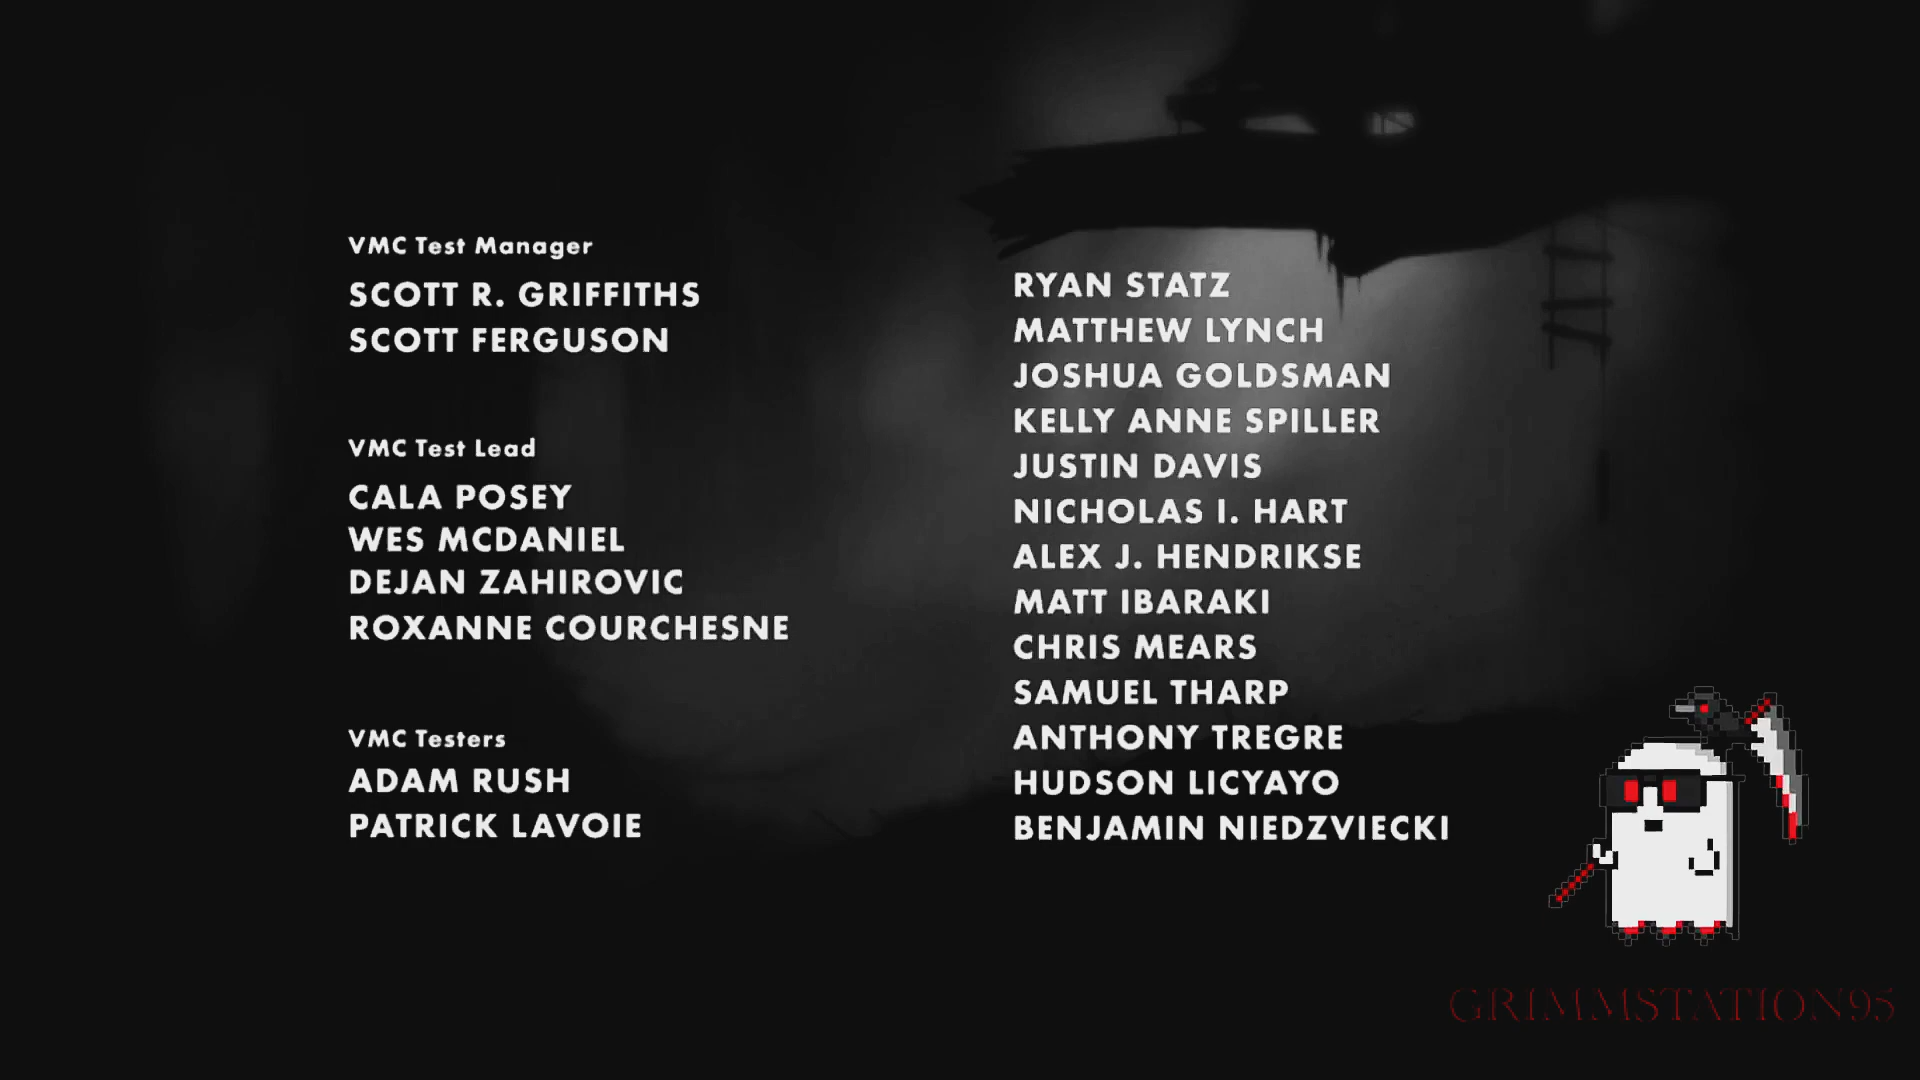 VMC Test Manager
SCOTT R. GRIFFITHS
SCOTT FERGUSON
VMC Test Lead
CALA POSEY
WES MCDANIEL
DEJAN ZAHIROVIC
ROXANNE COURCHESNE
VMC Testers
ADAM RUSH
PATRICK LAVOIE
RYAN STATZ
MATTHEW LYNCH
JOSHUA GOLDSMAN
KELLY ANNE SPILLER
JUSTIN DAVIS
NICHOLAS I. HART
ALEX J. HENDRIKSE
MATT IBARAKI
CHRIS MEARS
SAMUEL THARP
ANTHONY TREGRE
HUDSON LICYAYO
BENJAMIN NIEDZVIECKI
GRIMMSTATION95